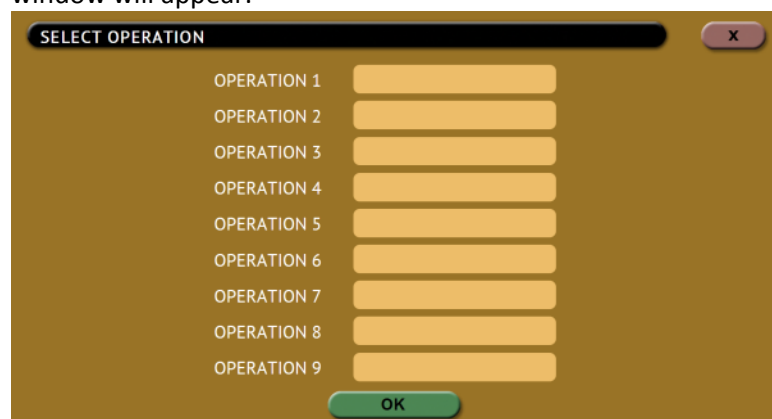 window will appear:
SELECT OPERATION X
OPERATION 1
OPERATION 2
OPERATION 3
OPERATION 4
OPERATION 5
OPERATION 6
OPERATION 7
OPERATION 8
OPERATION 9
OK